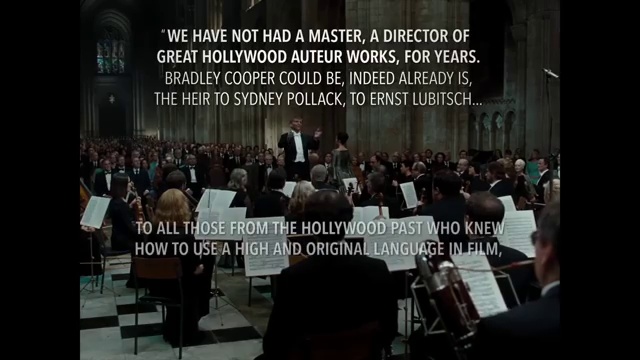 “WE HAVE NOT HAD A MASTER, A DIRECTOR OF
GREAT HOLLYWOOD AUTEUR WORKS, FOR YEARS.
BRADLEY COOPER COULD BE, INDEED ALREADY IS,
THE HEIR TO SYDNEY POLLACK, TO ERNST LUBITSCH...
TO ALL THOSE FROM THE HOLLYWOOD PAST WHO KNEW
HOW TO USE A HIGH AND ORIGINAL LANGUAGE IN FILM,